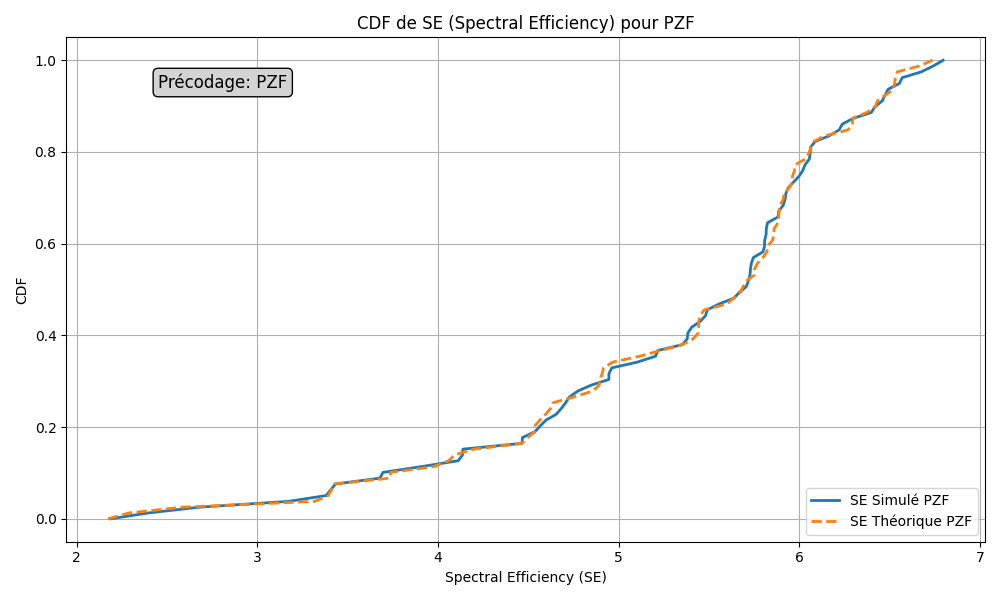 CDF de SE (Spectral Efficiency) pour PZF
Précodage: PZF
CDF
1.0
0.8
0.6
0.4
0.2
0.0
2
3
4
5
6
7
Spectral Efficiency (SE)
SE Simulé PZF
SE Théorique PZF